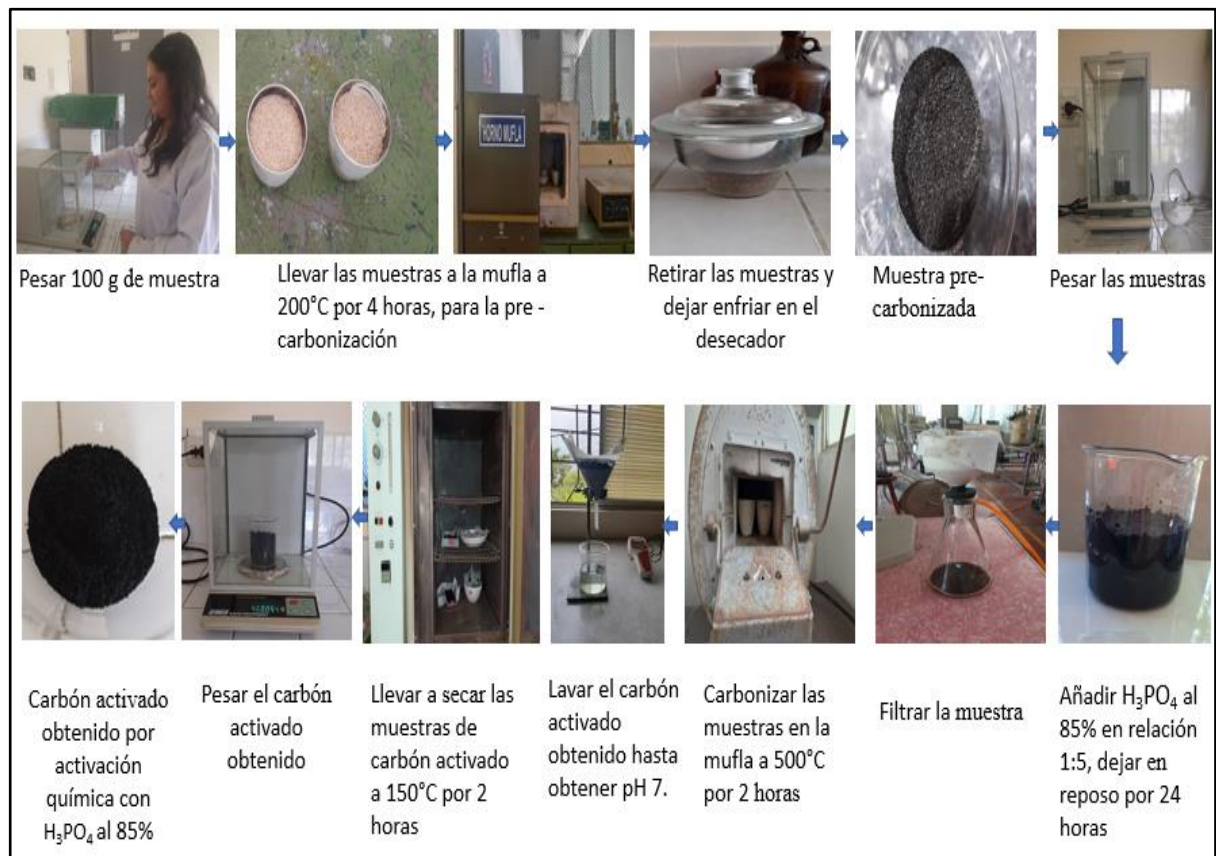 HORNO MUFLA
Pesar 100 g de muestra
Llevar las muestras a la mufla a
200°C por 4 horas, para la pre -
carbonización
Retirar las muestras y
dejar enfriar en el
desecador
Muestra pre-
carbonizada
Pesar las muestras
Añadir H₃PO₄ al
85% en relación
1:5, dejar en
reposo por 24
horas
Filtrar la muestra
Carbonizar las
muestras en la
mufla a 500°C
por 2 horas
Lavar el carbón
activado
obtenido hasta
obtener pH 7.
Llevar a secar las
muestras de
carbón activado
a 150°C por 2
horas
Pesar el carbón
activado
obtenido
Carbón activado
obtenido por
activación
química con
H₃PO₄ al 85%